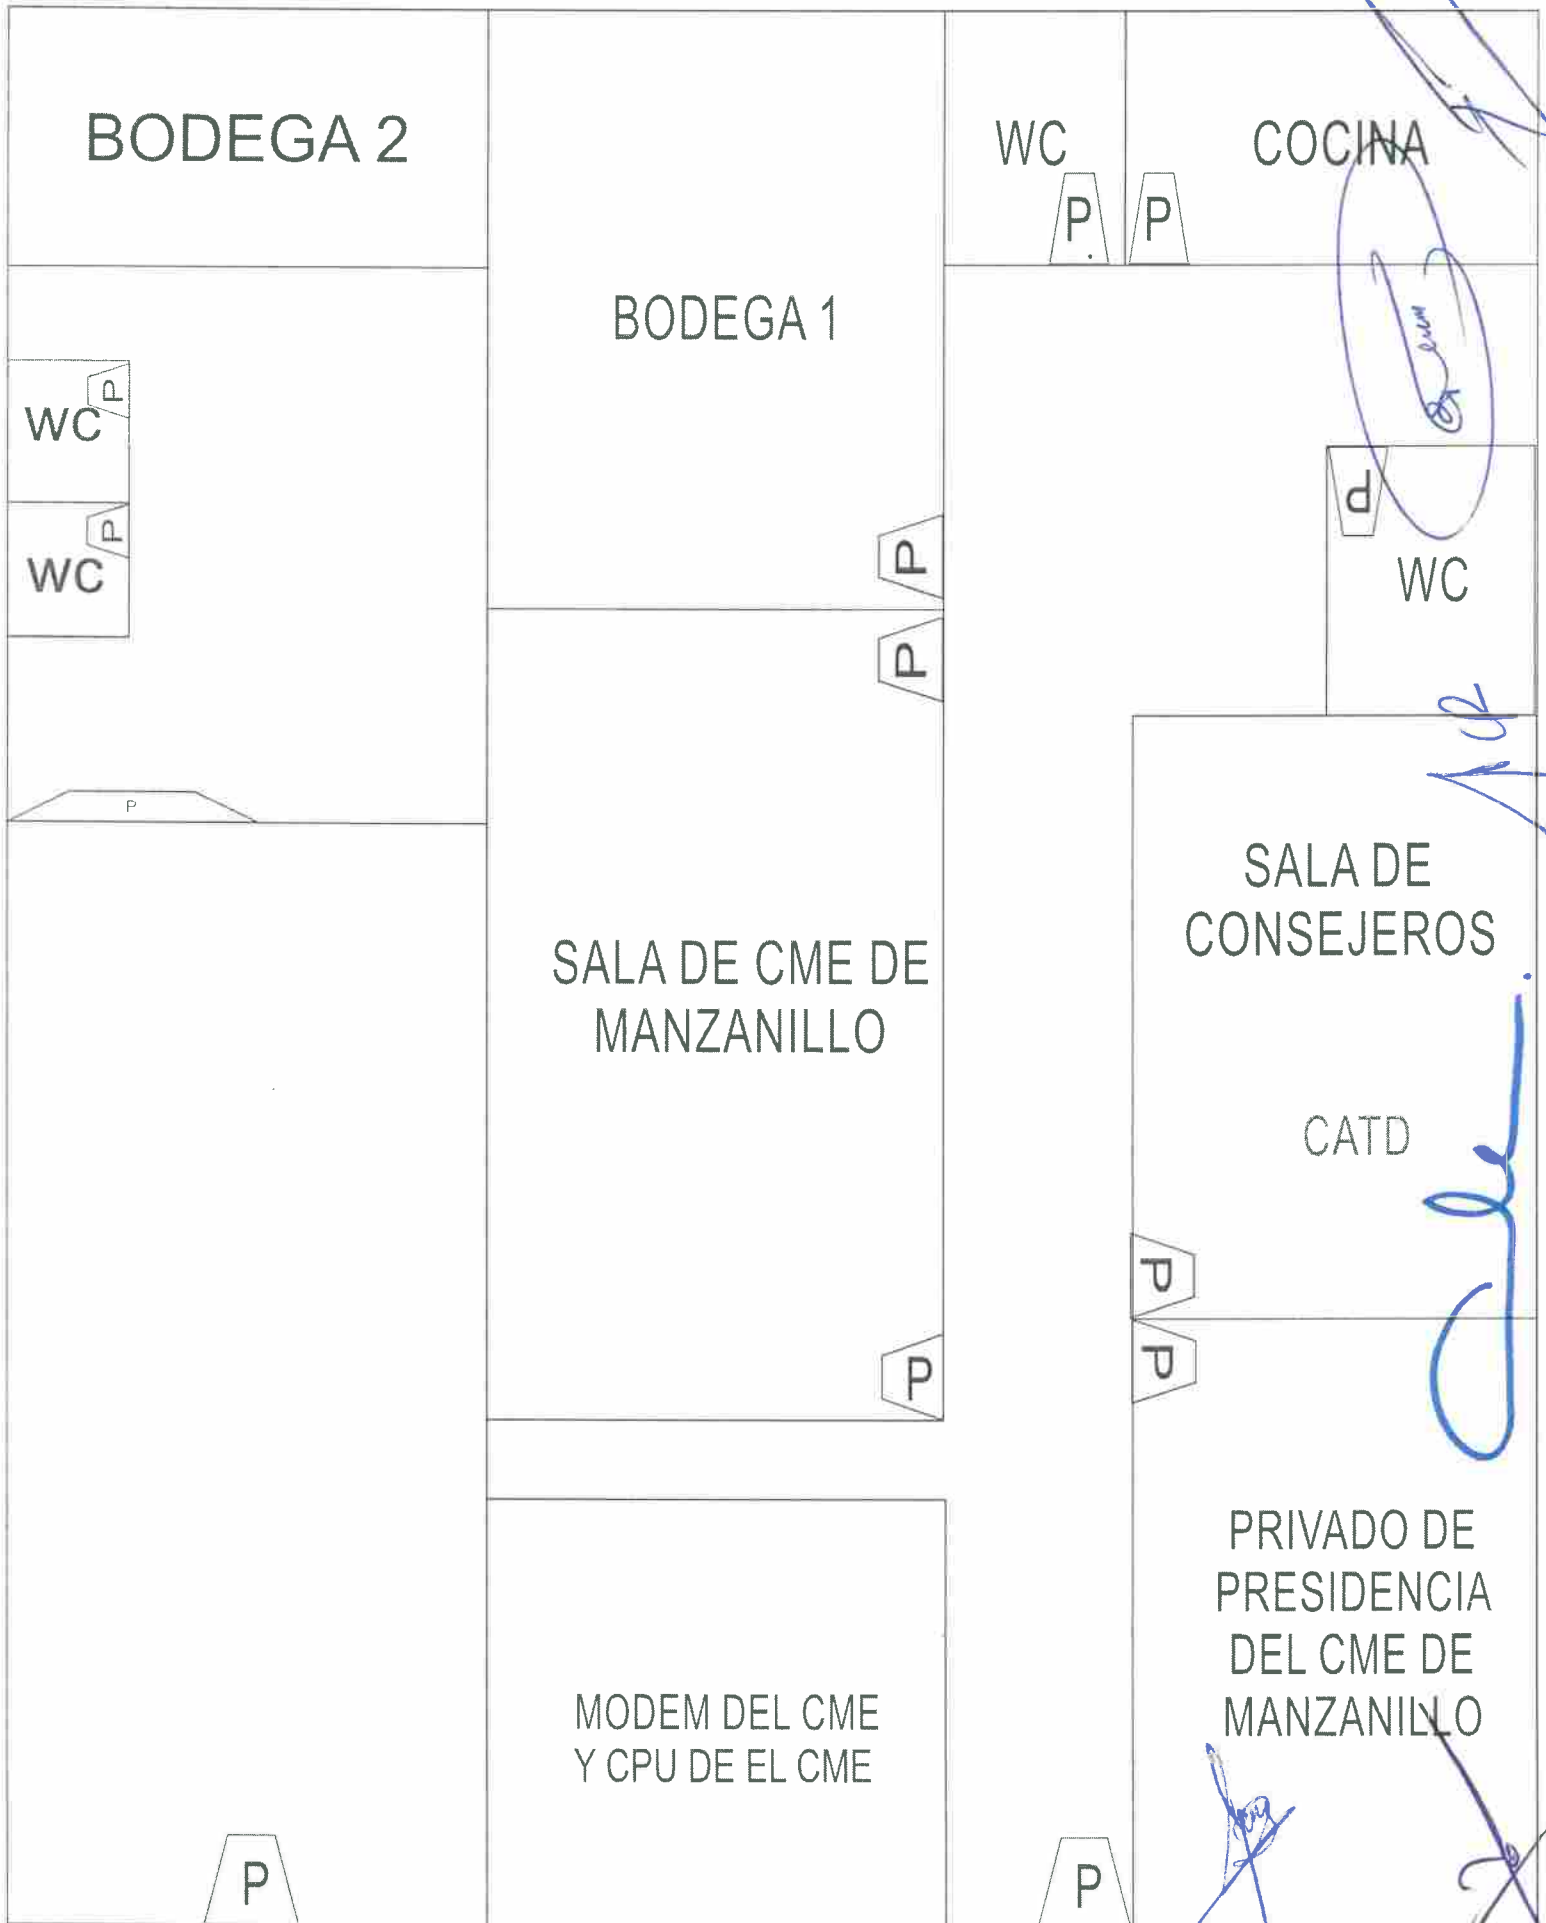 BODEGA 2
BODEGA 1
WC
P
COCINA
P
WC
P
WC
P
P
P
P
WC
P
SALA DE CME DE
MANZANILLO
P
SALA DE
CONSEJEROS
CATD
P
P
PRIVADO DE
PRESIDENCIA
DEL CME DE
MANZANILLO
MODEM DEL CME
Y CPU DE EL CME
P
P